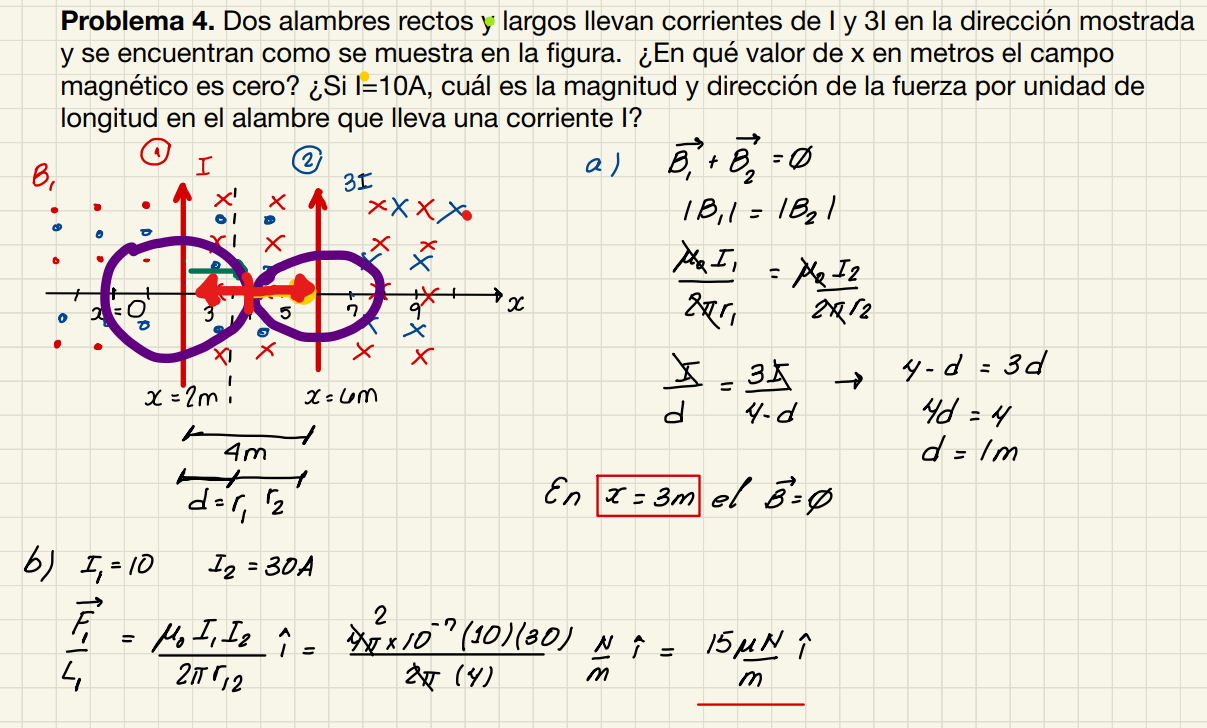 Problema 4. Dos alambres rectos y largos llevan corrientes de I y 3I en la dirección mostrada
y se encuentran como se muestra en la figura. ¿En qué valor de x en metros el campo
magnético es cero? ¿Si I=10A, cuál es la magnitud y dirección de la fuerza por unidad de
longitud en el alambre que lleva una corriente I?
B₁ ① I ② 3I
x = 0 3 5 7 9 x
x = 2m x = 6m
4m
d = r₁ r₂
a) B₁ + B₂ = ∅
|B₁| = |B₂|
μ₀ I₁ / 2π r₁ = μ₀ I₂ / 2π r₂
I / d = 3I / 4-d → 4-d = 3d
4d = 4
d = 1m
En x = 3m el B = ∅
b) I₁ = 10 I₂ = 30A
F₁ / L₁ = μ₀ I₁ I₂ / 2π r₁₂ î = 2 4π x 10⁻⁷ (10)(30) / 2π (4) N/m î = 15 μN / m î